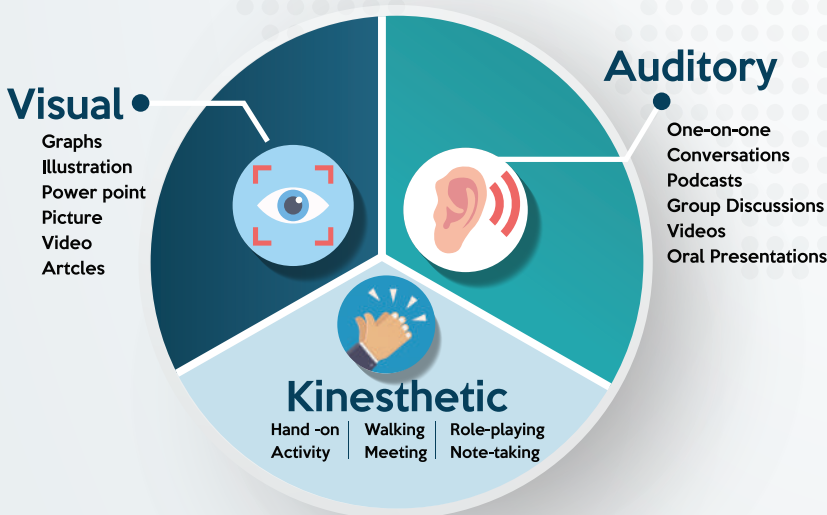 Visual
Graphs
Illustration
Power point
Picture
Video
Artcles
Auditory
One-on-one
Conversations
Podcasts
Group Discussions
Videos
Oral Presentations
Kinesthetic
Hand -on
Activity
Walking
Meeting
Role-playing
Note-taking